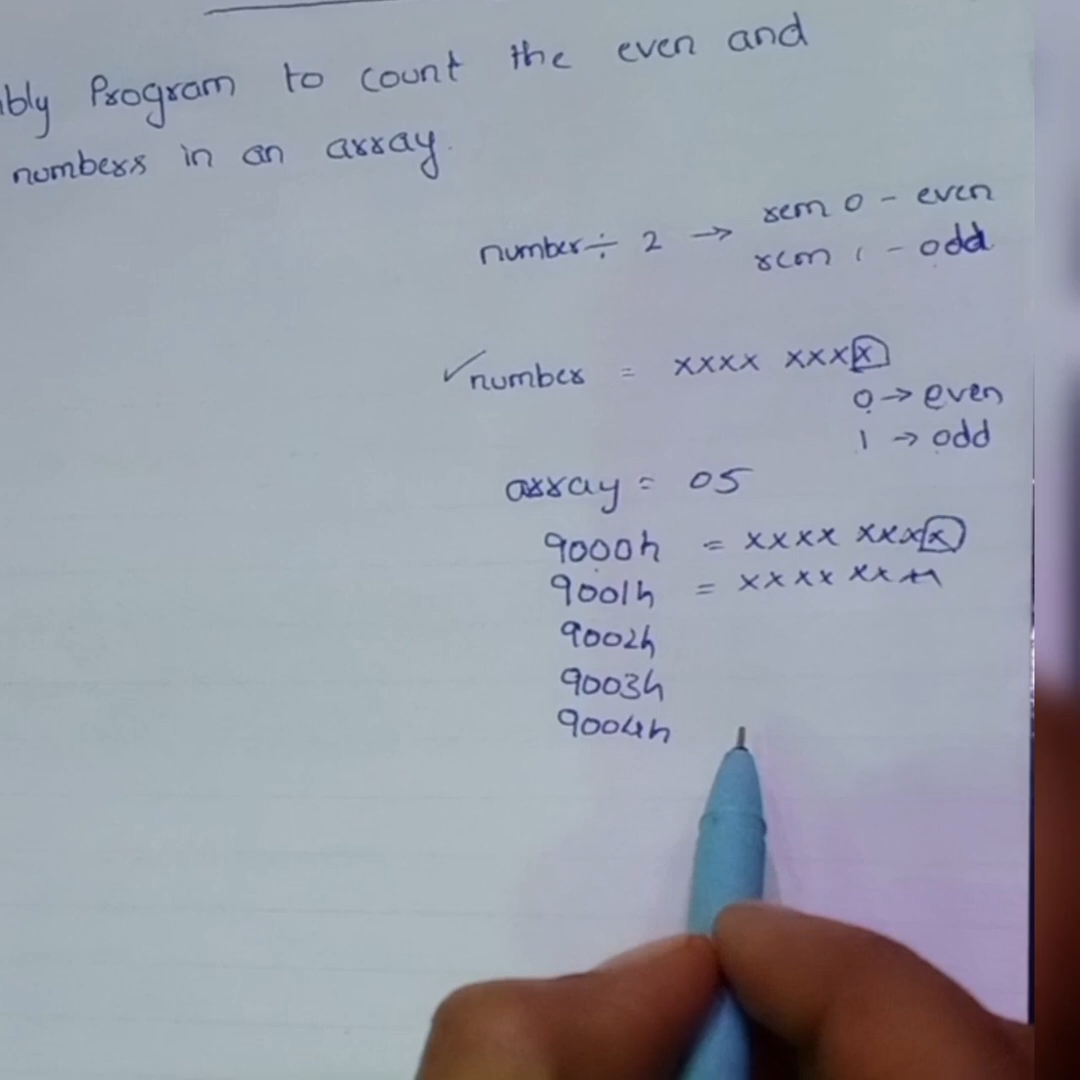 bly Program to count the even and
numbers in an array.
number ÷ 2 → rem 0 - even
rem 1 - odd
✓number = xxxx xxxx
0 → even
1 → odd
array = 05
9000h = xxxx xxxx
9001h = xxxx xxxx
9002h
9003h
9004h